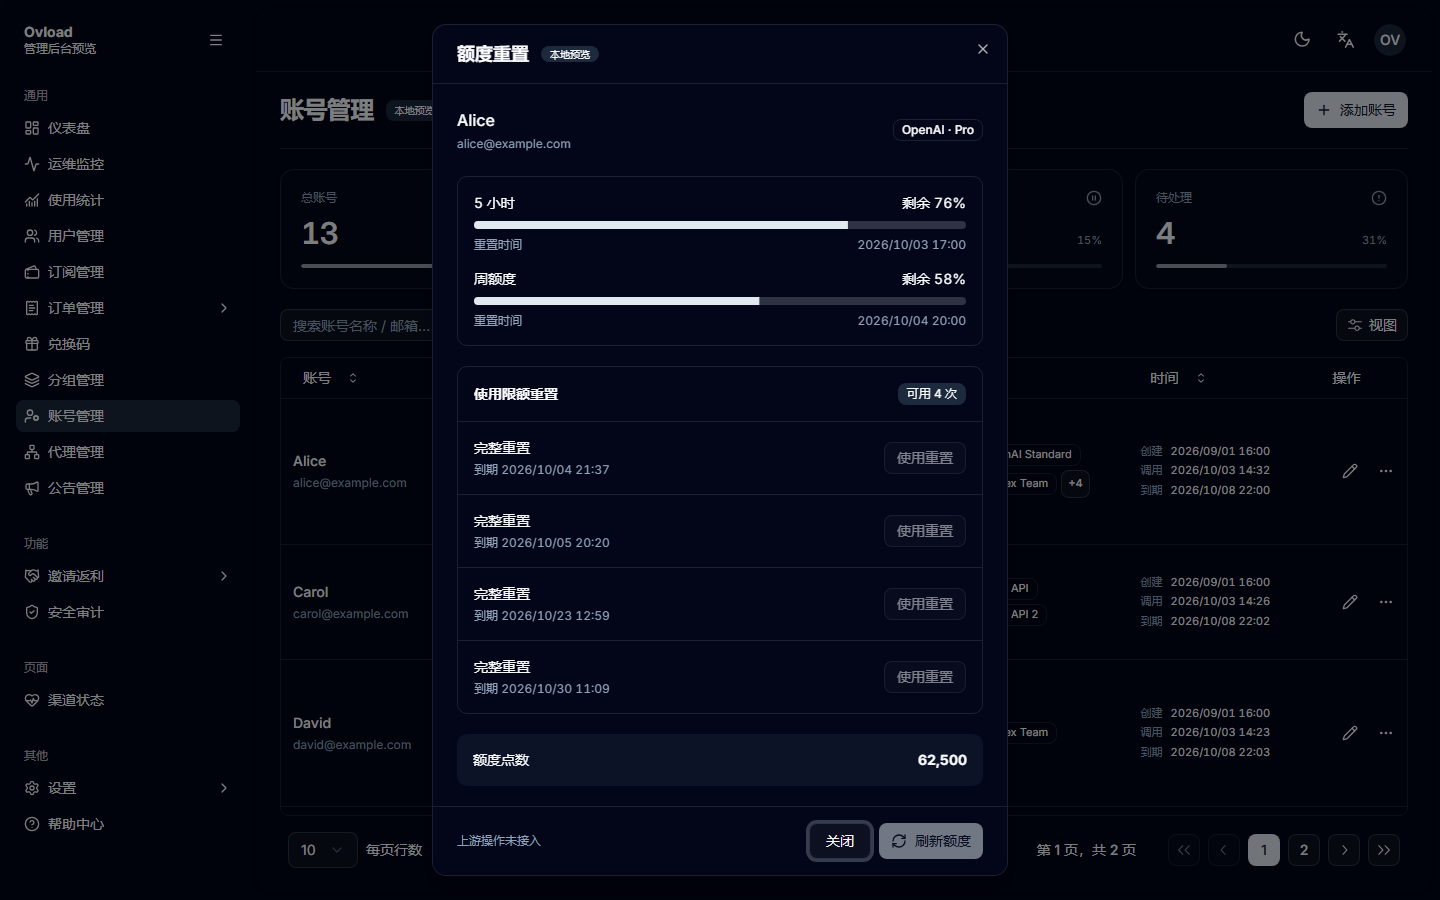 Ovload
管理后台预览
通用
仪表盘
运维监控
使用统计
用户管理
订阅管理
订单管理
兑换码
分组管理
账号管理
代理管理
公告管理
功能
邀请返利
安全审计
页面
渠道状态
其他
设置
帮助中心
OV
账号管理
本地预览
添加账号
总账号
13
15%
待处理
4
31%
搜索账号名称 / 邮箱...
视图
账号
时间
操作
Alice
alice@example.com
nAI Standard
ex Team
+4
创建 2026/09/01 16:00
调用 2026/10/03 14:32
到期 2026/10/08 22:00
Carol
carol@example.com
API
API 2
创建 2026/09/01 16:00
调用 2026/10/03 14:26
到期 2026/10/08 22:02
David
david@example.com
ex Team
创建 2026/09/01 16:00
调用 2026/10/03 14:23
到期 2026/10/08 22:03
10
每页行数
第 1 页，共 2 页
1
2
额度重置
本地预览
Alice
alice@example.com
OpenAI · Pro
5 小时
剩余 76%
重置时间
2026/10/03 17:00
周额度
剩余 58%
重置时间
2026/10/04 20:00
使用限额重置
可用 4 次
完整重置
到期 2026/10/04 21:37
使用重置
完整重置
到期 2026/10/05 20:20
使用重置
完整重置
到期 2026/10/23 12:59
使用重置
完整重置
到期 2026/10/30 11:09
使用重置
额度点数
62,500
上游操作未接入
关闭
刷新额度